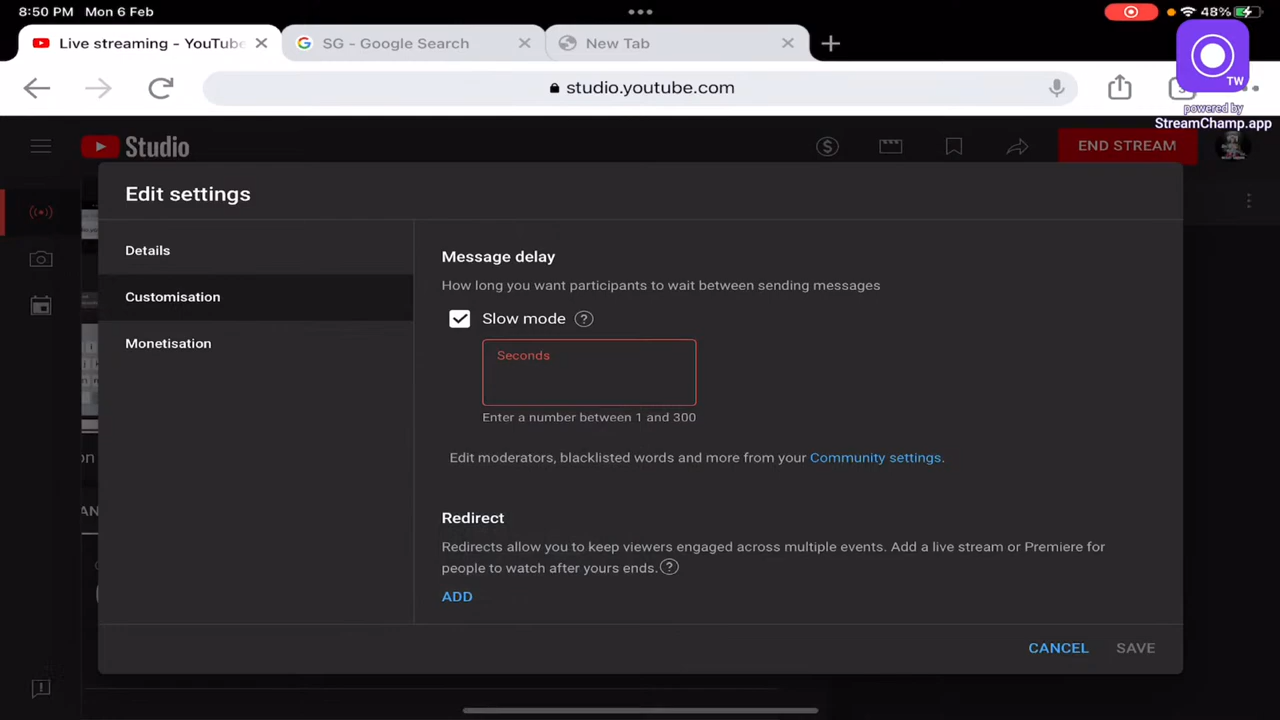 8:50 PM Mon 6 Feb
48%
Live streaming - YouTube
SG - Google Search
New Tab
studio.youtube.com
TW
powered by
StreamChamp.app
Studio
END STREAM
Edit settings
Details
Customisation
Monetisation
Message delay
How long you want participants to wait between sending messages
Slow mode
Seconds
Enter a number between 1 and 300
Edit moderators, blacklisted words and more from your Community settings.
Redirect
Redirects allow you to keep viewers engaged across multiple events. Add a live stream or Premiere for
people to watch after yours ends.
ADD
CANCEL
SAVE
on
AN